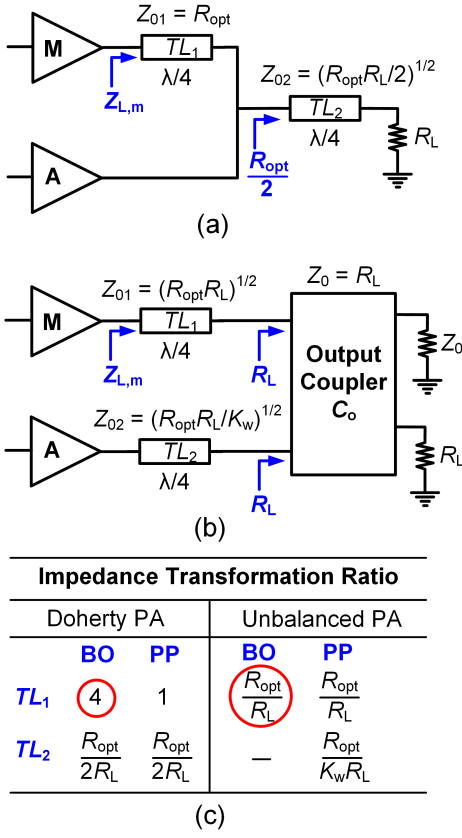 Z01 = Ropt
M
TL1
λ/4
ZL,m
Z02 = (RoptRL/2)1/2
TL2
λ/4
RL
A
Ropt
2
(a)
Z0 = RL
Z01 = (RoptRL)1/2
M
TL1
λ/4
ZL,m
RL
Z0
Output
Coupler
Co
Z02 = (RoptRL/Kw)1/2
A
TL2
λ/4
RL
RL
(b)
Impedance Transformation Ratio
Doherty PA Unbalanced PA
BO PP BO PP
TL1 4 1 Ropt/RL Ropt/RL
TL2 Ropt/2RL Ropt/2RL – Ropt/KwRL
(c)